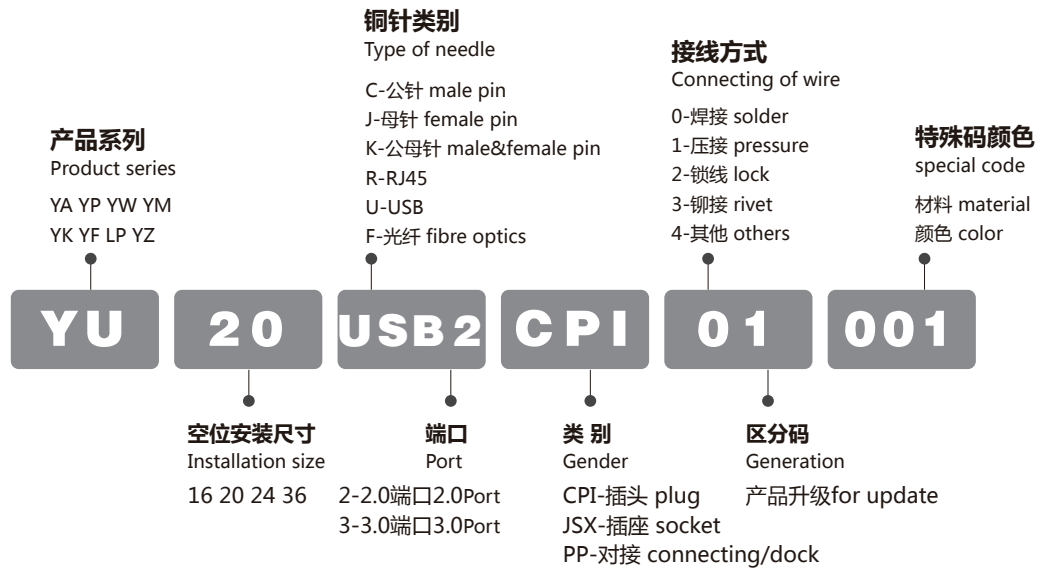 铜针类别
Type of needle
C-公针 male pin
J-母针 female pin
K-公母针 male&female pin
R-RJ45
U-USB
F-光纤 fibre optics
接线方式
Connecting of wire
0-焊接 solder
1-压接 pressure
2-锁线 lock
3-铆接 rivet
4-其他 others
产品系列
Product series
YA YP YW YM
YK YF LP YZ
特殊码颜色
special code
材料 material
颜色 color
YU 20 USB2 CPI 01 001
空位安装尺寸
Installation size
16 20 24 36
端口
Port
2-2.0端口2.0Port
3-3.0端口3.0Port
类 别
Gender
CPI-插头 plug
JSX-插座 socket
PP-对接 connecting/dock
区分码
Generation
产品升级for update